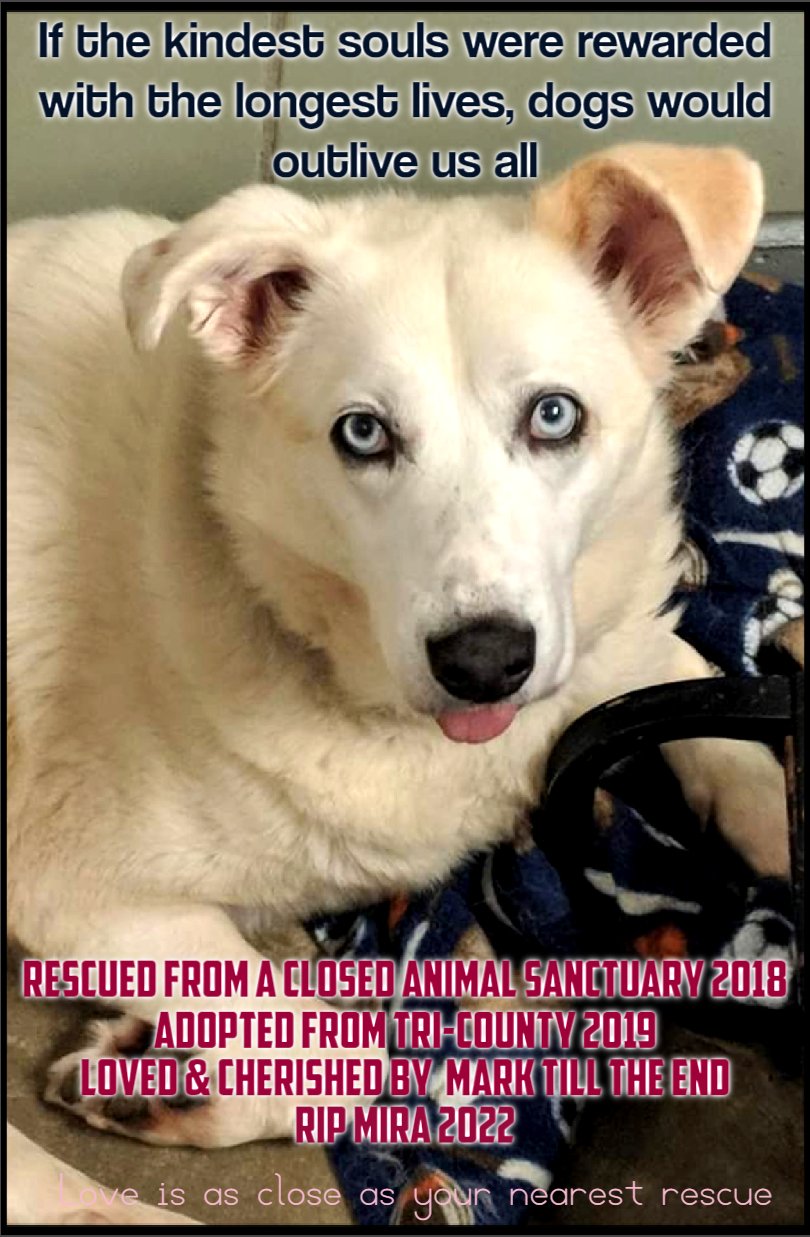 If the kindest souls were rewarded
with the longest lives, dogs would
outlive us all
RESCUED FROM A CLOSED ANIMAL SANCTUARY 2018
ADOPTED FROM TRI-COUNTY 2019
LOVED & CHERISHED BY MARK TILL THE END
RIP MIRA 2022
Love is as close as your nearest rescue